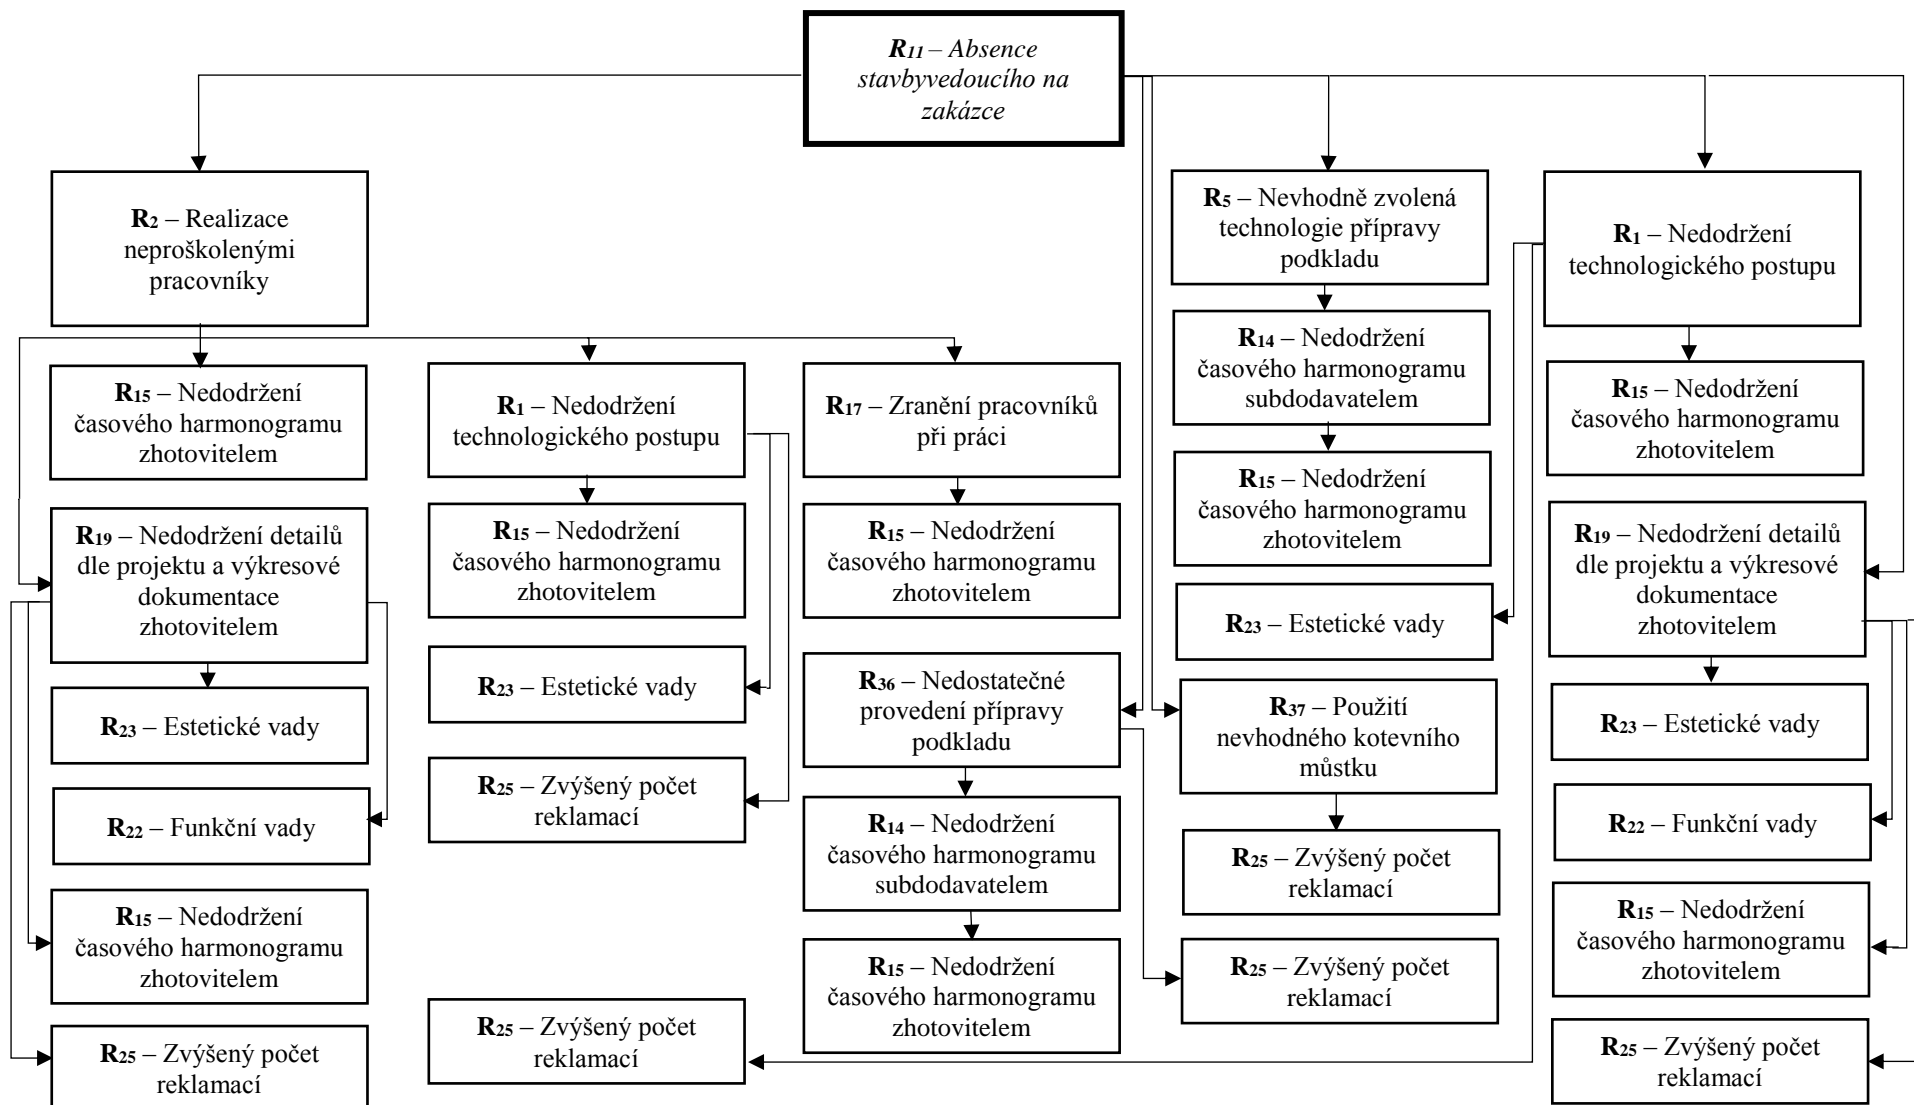 R11 – Absence
stavbyvedoucího na
zakázce
R2 – Realizace
neproškolenými
pracovníky
R5 – Nevhodně zvolená
technologie přípravy
podkladu
R1 – Nedodržení
technologického postupu
R14 – Nedodržení
časového harmonogramu
subdodavatelem
R15 – Nedodržení
časového harmonogramu
zhotovitelem
R1 – Nedodržení
technologického postupu
R17 – Zranění pracovníků
při práci
R15 – Nedodržení
časového harmonogramu
zhotovitelem
R15 – Nedodržení
časového harmonogramu
zhotovitelem
R19 – Nedodržení detailů
dle projektu a výkresové
dokumentace
zhotovitelem
R15 – Nedodržení
časového harmonogramu
zhotovitelem
R15 – Nedodržení
časového harmonogramu
zhotovitelem
R19 – Nedodržení detailů
dle projektu a výkresové
dokumentace
zhotovitelem
R23 – Estetické vady
R23 – Estetické vady
R36 – Nedostatečné
provedení přípravy
podkladu
R37 – Použití
nevhodného kotevního
můstku
R23 – Estetické vady
R23 – Estetické vady
R25 – Zvýšený počet
reklamací
R22 – Funkční vady
R14 – Nedodržení
časového harmonogramu
subdodavatelem
R25 – Zvýšený počet
reklamací
R22 – Funkční vady
R15 – Nedodržení
časového harmonogramu
zhotovitelem
R15 – Nedodržení
časového harmonogramu
zhotovitelem
R25 – Zvýšený počet
reklamací
R15 – Nedodržení
časového harmonogramu
zhotovitelem
R25 – Zvýšený počet
reklamací
R25 – Zvýšený počet
reklamací
R25 – Zvýšený počet
reklamací